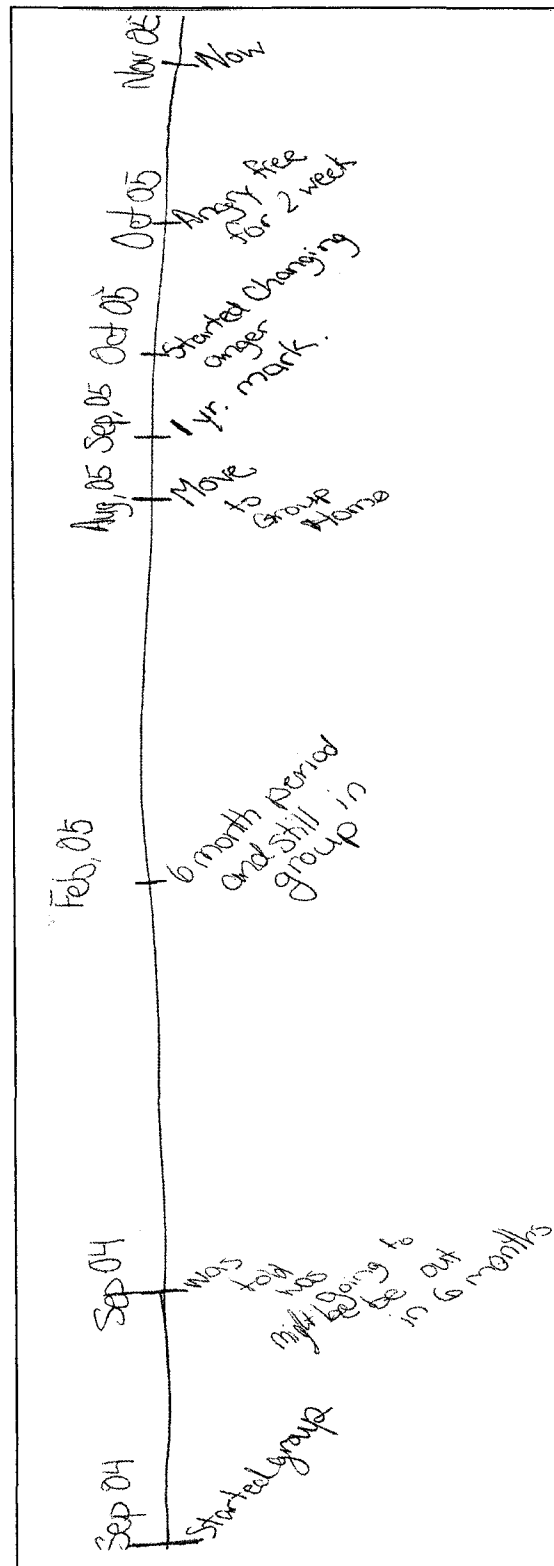 Nov 05
Now
Oct 05
Angry free
for 2 week
Oct 05
Started Changing
anger
Sep, 05
1 yr. mark.
Aug, 05
Move
to Group
Home
Feb, 05
6 month period
and still in
group in
Sep 04
was
told
was going to
might be be out
in 6 months
Sep 04
Started group